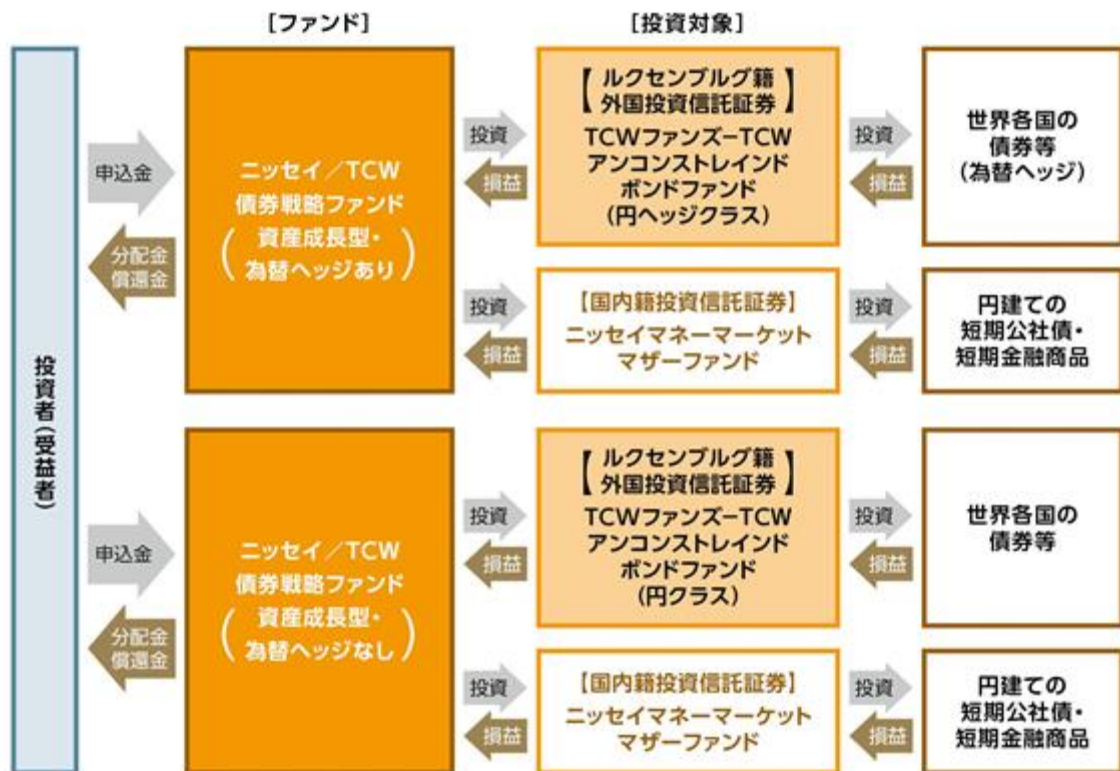 ［ファンド］
［投資対象］
投資者（受益者）
申込金
分配金
償還金
ニッセイ／TCW
債券戦略ファンド
（資産成長型・
為替ヘッジあり）
投資
損益
【ルクセンブルグ籍
外国投資信託証券】
TCWファンズーTCW
アンコンストレインド
ボンドファンド
（円ヘッジクラス）
投資
損益
世界各国の
債券等
（為替ヘッジ）
投資
損益
【国内籍投資信託証券】
ニッセイマネーマーケット
マザーファンド
投資
損益
円建ての
短期公社債・
短期金融商品
申込金
分配金
償還金
ニッセイ／TCW
債券戦略ファンド
（資産成長型・
為替ヘッジなし）
投資
損益
【ルクセンブルグ籍
外国投資信託証券】
TCWファンズーTCW
アンコンストレインド
ボンドファンド
（円クラス）
投資
損益
世界各国の
債券等
投資
損益
【国内籍投資信託証券】
ニッセイマネーマーケット
マザーファンド
投資
損益
円建ての
短期公社債・
短期金融商品